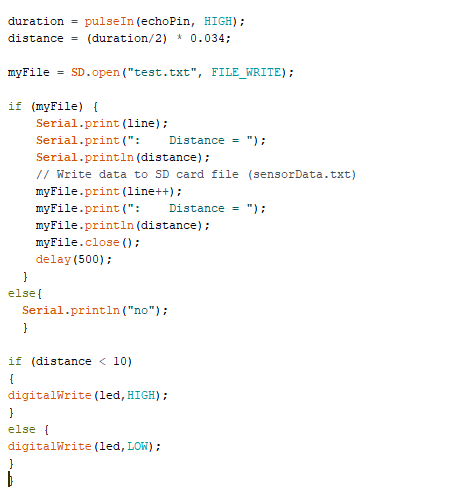 duration = pulseIn(echoPin, HIGH);
distance = (duration/2) * 0.034;
myFile = SD.open("test.txt", FILE_WRITE);
if (myFile) {
Serial.print(line);
Serial.print(":    Distance = ");
Serial.println(distance);
// Write data to SD card file (sensorData.txt)
myFile.print(line++);
myFile.print(":    Distance = ");
myFile.println(distance);
myFile.close();
delay(500);
}
else{
Serial.println("no");
}
if (distance < 10)
{
digitalWrite(led,HIGH);
}
else {
digitalWrite(led,LOW);
}
}